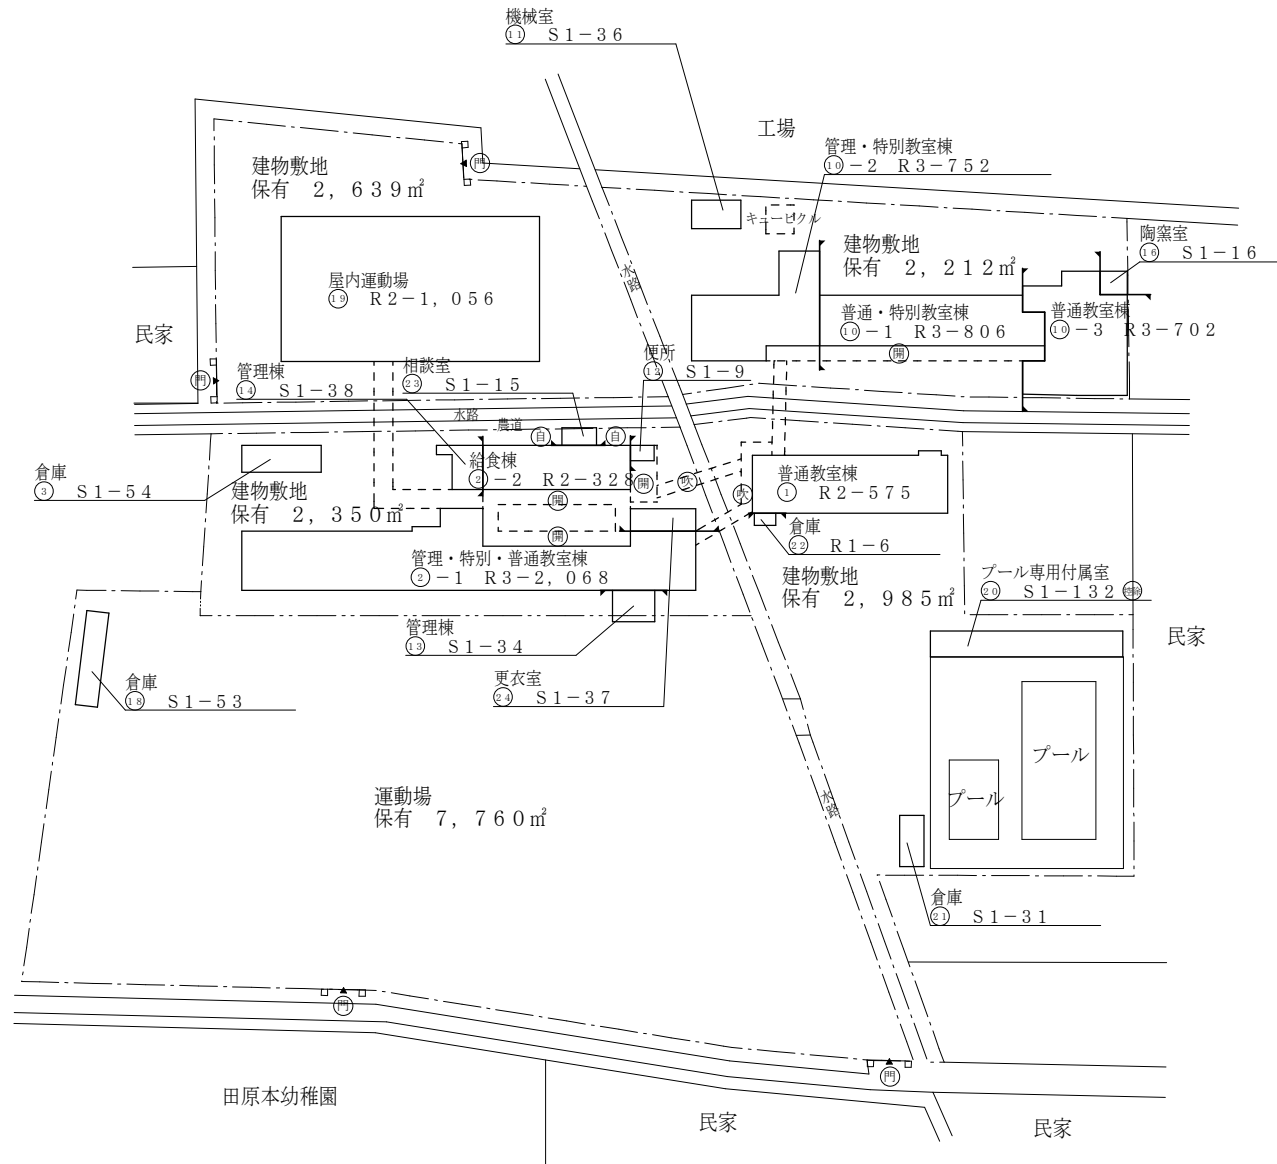 機械室
⑪ S1-36
工場
管理・特別教室棟
⑩-2 R3-752
建物敷地
保有 2,639㎡
門
キュービクル
建物敷地
保有 2,212㎡
陶窯室
⑯ S1-16
水路
屋内運動場
⑲ R2-1,056
普通・特別教室棟
⑩-1 R3-806
普通教室棟
⑩-3 R3-702
民家
開
便所
⑫ S1-9
相談室
㉓ S1-15
門
管理棟
⑭ S1-38
水路
農道
自
自
給食棟
②-2 R2-328
倉庫
③ S1-54
建物敷地
保有 2,350㎡
開
吹
吹
普通教室棟
① R2-575
開
開
倉庫
㉒ R1-6
管理・特別・普通教室棟
②-1 R3-2,068
建物敷地
保有 2,985㎡
プール専用付属室
⑳ S1-132
民家
管理棟
⑬ S1-34
更衣室
㉔ S1-37
倉庫
⑱ S1-53
プール
プール
運動場
保有 7,760㎡
水路
倉庫
㉑ S1-31
門
門
田原本幼稚園
民家
民家